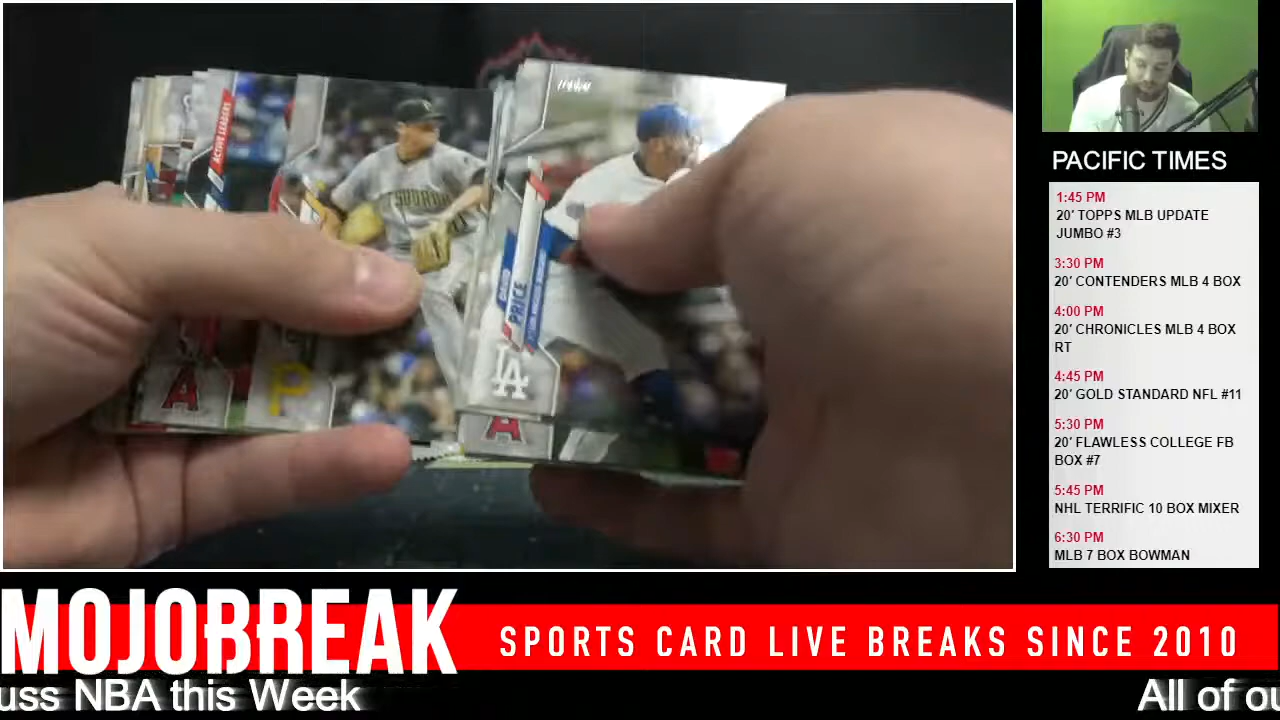 ACTIVE LEADERS
DAVID
PRICE
LOS ANGELES DODGERS
LA
A
P
A
PACIFIC TIMES
1:45 PM
20' TOPPS MLB UPDATE
JUMBO #3
3:30 PM
20' CONTENDERS MLB 4 BOX
4:00 PM
20' CHRONICLES MLB 4 BOX
RT
4:45 PM
20' GOLD STANDARD NFL #11
5:30 PM
20' FLAWLESS COLLEGE FB
BOX #7
5:45 PM
NHL TERRIFIC 10 BOX MIXER
6:30 PM
MLB 7 BOX BOWMAN
MOJOBREAK
SPORTS CARD LIVE BREAKS SINCE 2010
uss NBA this Week
All of ou